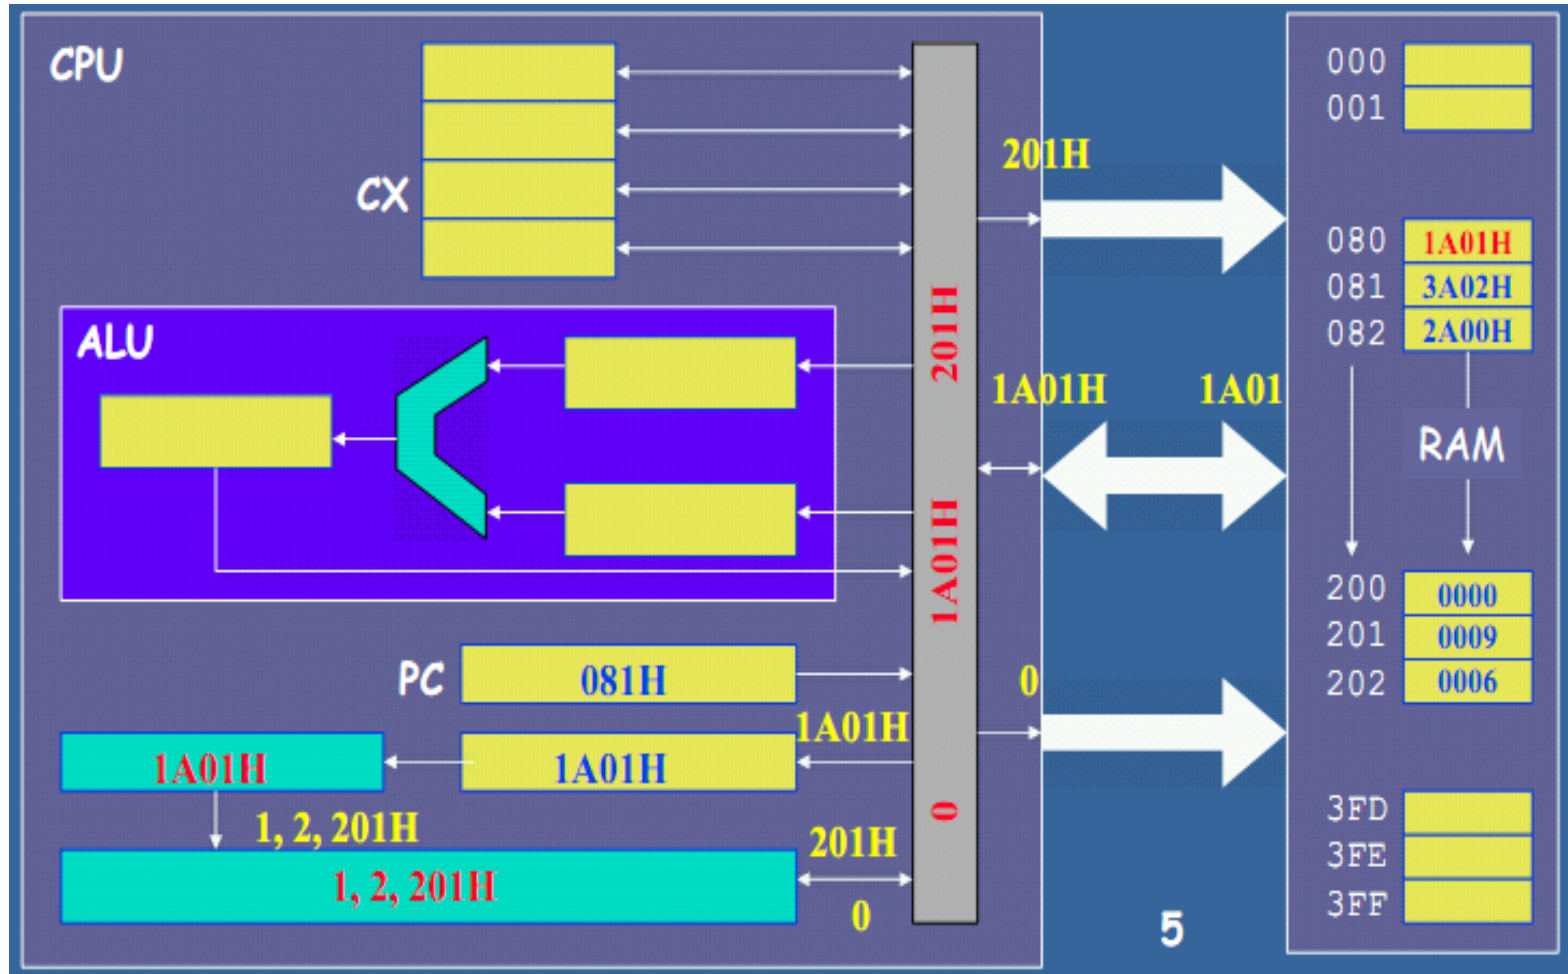 CPU
CX
ALU
PC
081H
1A01H
1A01H
1A01H
1, 2, 201H
1, 2, 201H
201H
0
201H
1A01H
0
201H
1A01H
1A01
0
5
000
001
080 1A01H
081 3A02H
082 2A00H
RAM
200 0000
201 0009
202 0006
3FD
3FE
3FF